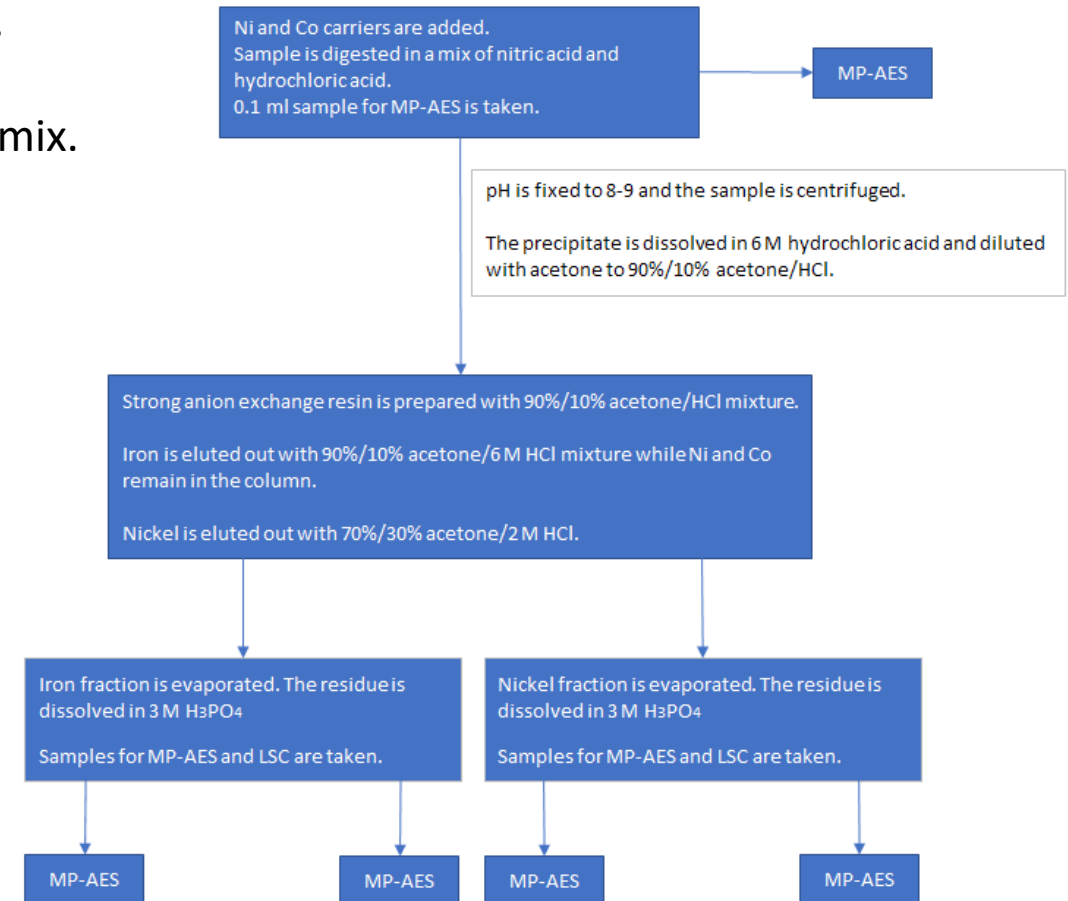 Ni and Co carriers are added.
Sample is digested in a mix of nitric acid and
hydrochloric acid.
0.1 ml sample for MP-AES is taken.
MP-AES
mix.
pH is fixed to 8-9 and the sample is centrifuged.
The precipitate is dissolved in 6 M hydrochloric acid and diluted
with acetone to 90%/10% acetone/HCl.
Strong anion exchange resin is prepared with 90%/10% acetone/HCl mixture.
Iron is eluted out with 90%/10% acetone/6 M HCl mixture while Ni and Co
remain in the column.
Nickel is eluted out with 70%/30% acetone/2 M HCl.
Iron fraction is evaporated. The residue is
dissolved in 3 M H3PO4
Samples for MP-AES and LSC are taken.
Nickel fraction is evaporated. The residue is
dissolved in 3 M H3PO4
Samples for MP-AES and LSC are taken.
MP-AES
MP-AES
MP-AES
MP-AES